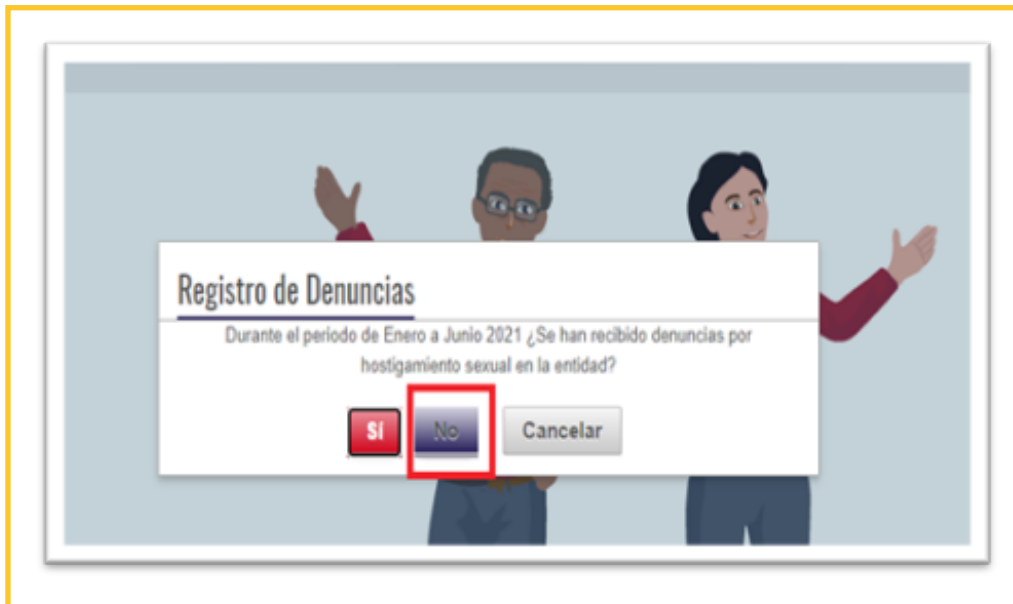 Registro de Denuncias
Durante el periodo de Enero a Junio 2021 ¿Se han recibido denuncias por
hostigamiento sexual en la entidad?
Sí No Cancelar